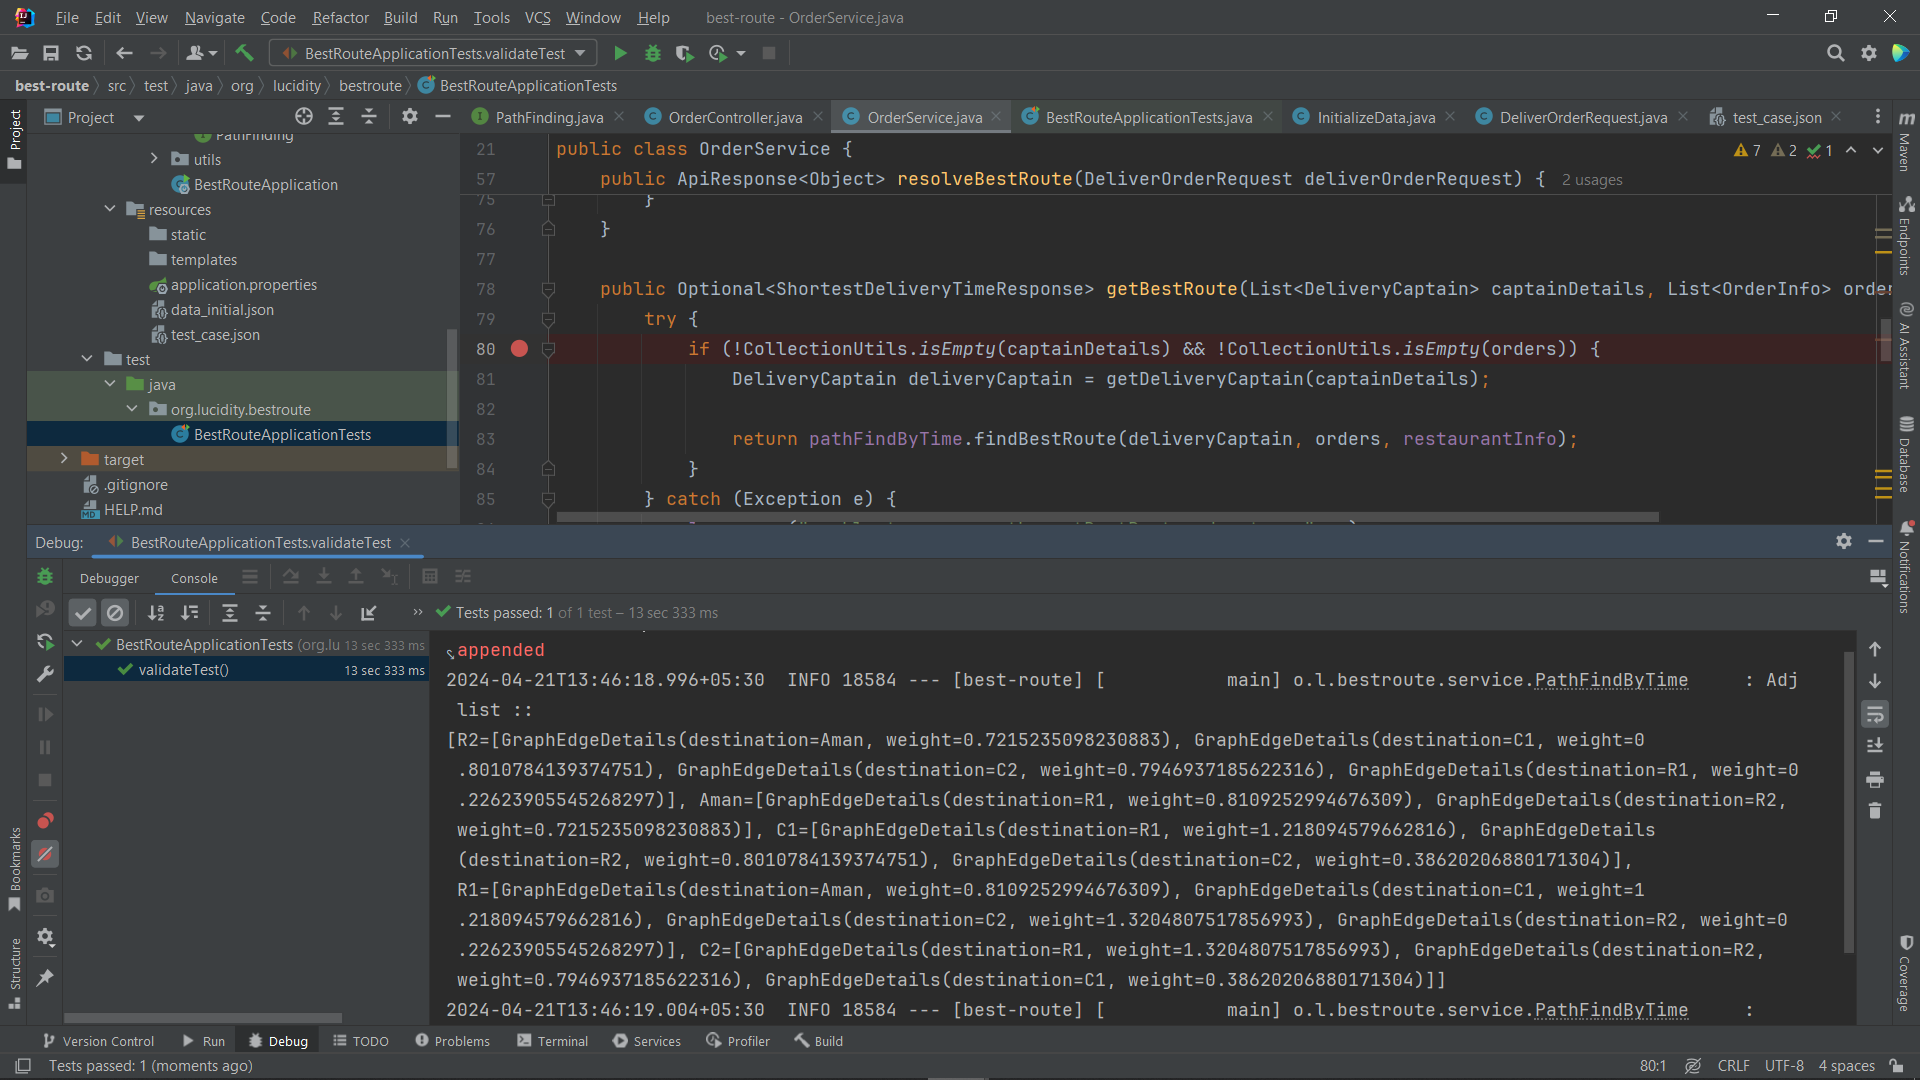 File Edit View Navigate Code Refactor Build Run Tools VCS Window Help best-route - OrderService.java
BestRouteApplicationTests.validateTest
best-route src test java org lucidity bestroute BestRouteApplicationTests
Project
PathFinding.java OrderController.java OrderService.java BestRouteApplicationTests.java InitializeData.java DeliverOrderRequest.java test_case.json
Project
PathFinding
utils
BestRouteApplication
resources
static
templates
application.properties
data_initial.json
test_case.json
test
java
org.lucidity.bestroute
BestRouteApplicationTests
target
.gitignore
HELP.md
21 public class OrderService {
7 2 1
57 public ApiResponse<Object> resolveBestRoute(DeliverOrderRequest deliverOrderRequest) { 2 usages
75 }
76 }
77
78 public Optional<ShortestDeliveryTimeResponse> getBestRoute(List<DeliveryCaptain> captainDetails, List<OrderInfo> order
79 try {
80 if (!CollectionUtils.isEmpty(captainDetails) && !CollectionUtils.isEmpty(orders)) {
81 DeliveryCaptain deliveryCaptain = getDeliveryCaptain(captainDetails);
82
83 return pathFindByTime.findBestRoute(deliveryCaptain, orders, restaurantInfo);
84 }
85 } catch (Exception e) {
Maven
Endpoints
AI Assistant
Database
Notifications
Coverage
Debug: BestRouteApplicationTests.validateTest
Debugger Console
Tests passed: 1 of 1 test – 13 sec 333 ms
BestRouteApplicationTests (org.lu 13 sec 333 ms
validateTest() 13 sec 333 ms
appended
2024-04-21T13:46:18.996+05:30 INFO 18584 --- [best-route] [ main] o.l.bestroute.service.PathFindByTime : Adj
list ::
[R2=[GraphEdgeDetails(destination=Aman, weight=0.7215235098230883), GraphEdgeDetails(destination=C1, weight=0
.8010784139374751), GraphEdgeDetails(destination=C2, weight=0.7946937185622316), GraphEdgeDetails(destination=R1, weight=0
.22623905545268297)], Aman=[GraphEdgeDetails(destination=R1, weight=0.8109252994676309), GraphEdgeDetails(destination=R2,
weight=0.7215235098230883)], C1=[GraphEdgeDetails(destination=R1, weight=1.218094579662816), GraphEdgeDetails
(destination=R2, weight=0.8010784139374751), GraphEdgeDetails(destination=C2, weight=0.38620206880171304)],
R1=[GraphEdgeDetails(destination=Aman, weight=0.8109252994676309), GraphEdgeDetails(destination=C1, weight=1
.218094579662816), GraphEdgeDetails(destination=C2, weight=1.3204807517856993), GraphEdgeDetails(destination=R2, weight=0
.22623905545268297)], C2=[GraphEdgeDetails(destination=R1, weight=1.3204807517856993), GraphEdgeDetails(destination=R2,
weight=0.7946937185622316), GraphEdgeDetails(destination=C1, weight=0.38620206880171304)]]
2024-04-21T13:46:19.004+05:30 INFO 18584 --- [best-route] [ main] o.l.bestroute.service.PathFindByTime :
Bookmarks
Structure
Version Control Run Debug TODO Problems Terminal Services Profiler Build
Tests passed: 1 (moments ago) 80:1 CRLF UTF-8 4 spaces